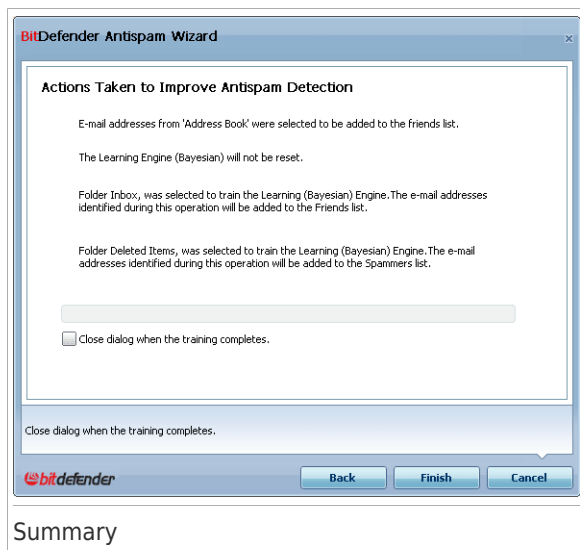 BitDefender Antispam Wizard
x
Actions Taken to Improve Antispam Detection
E-mail addresses from 'Address Book' were selected to be added to the friends list.
The Learning Engine (Bayesian) will not be reset.
Folder Inbox, was selected to train the Learning (Bayesian) Engine.The e-mail addresses
identified during this operation will be added to the Friends list.
Folder Deleted Items, was selected to train the Learning (Bayesian) Engine.The e-mail
addresses identified during this operation will be added to the Spammers list.
Close dialog when the training completes.
Close dialog when the training completes.
bitdefender
Back Finish Cancel
Summary